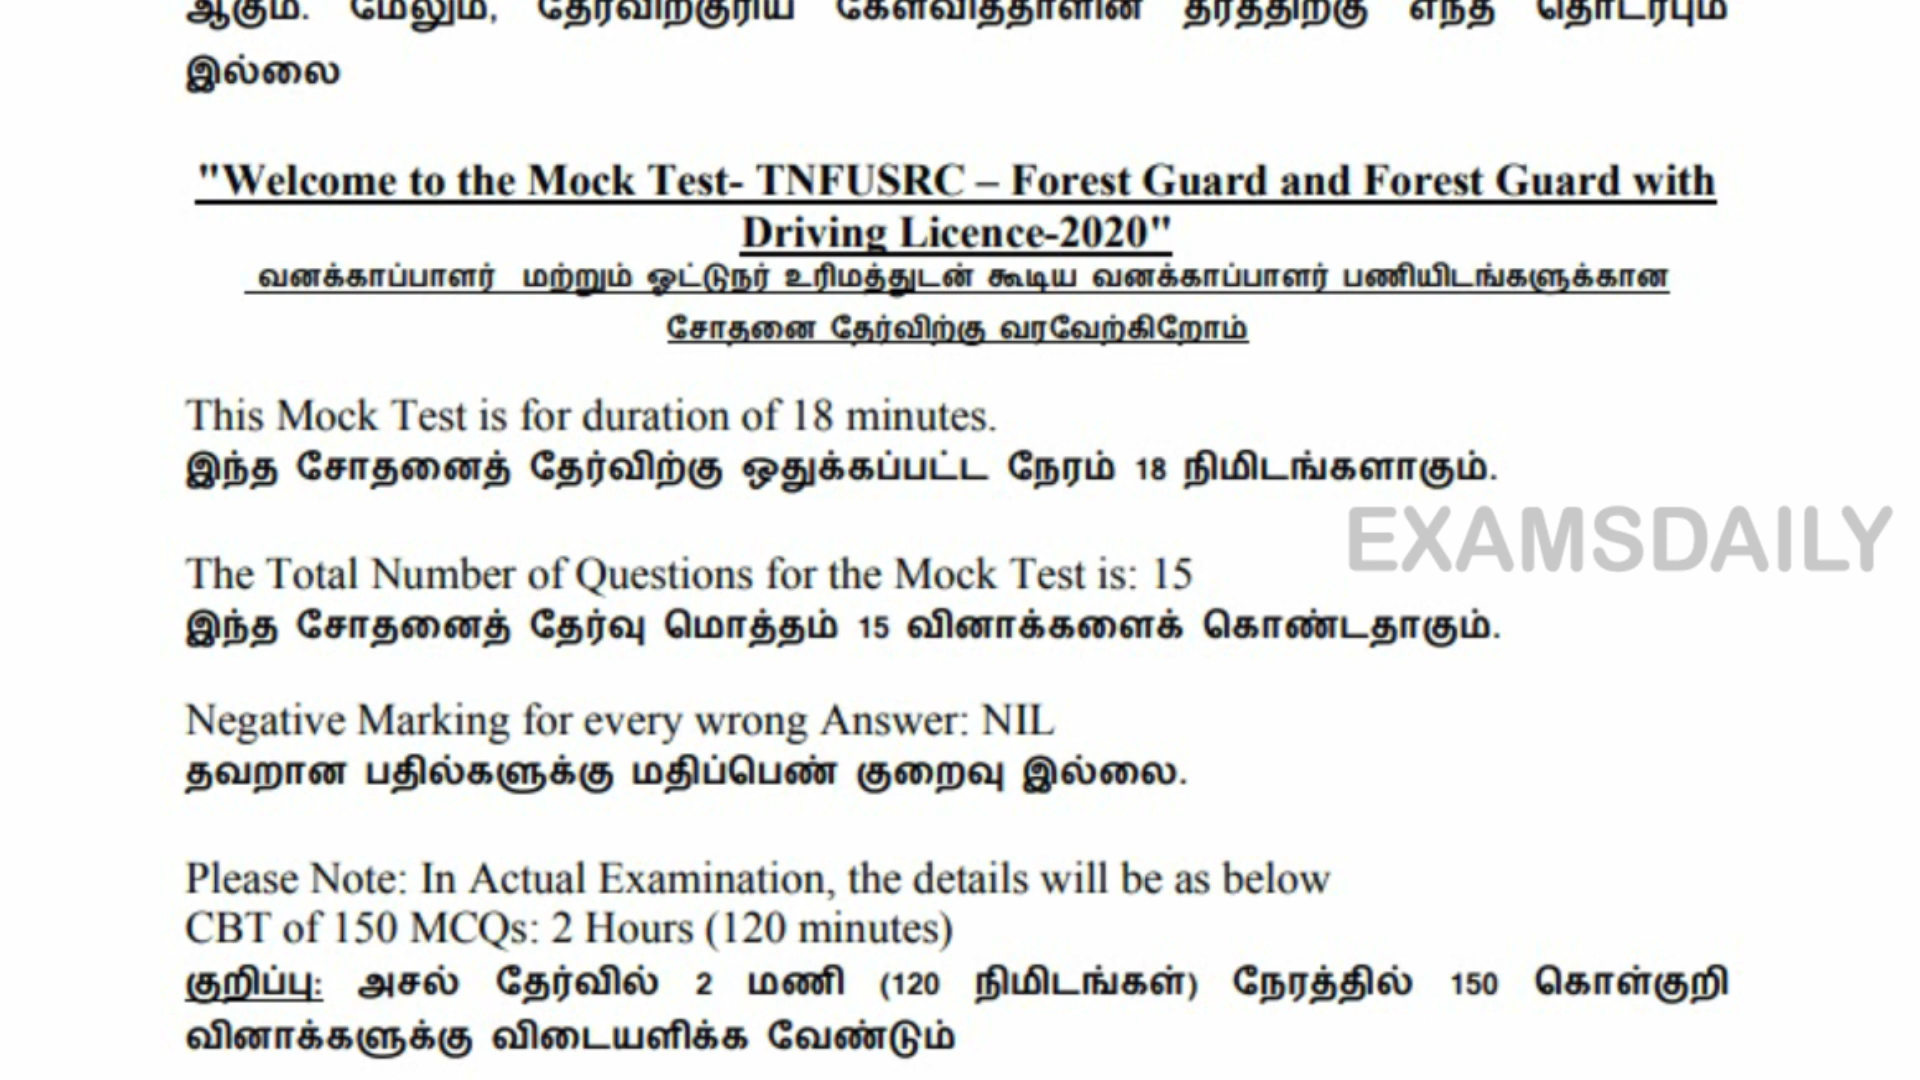 ஆகும். மேலும், தேர்விற்குரிய கேள்வித்தாளின் தரத்திற்கு எந்த தொடர்பும்
இல்லை
"Welcome to the Mock Test- TNFUSRC – Forest Guard and Forest Guard with
Driving Licence-2020"
வனக்காப்பாளர் மற்றும் ஓட்டுநர் உரிமத்துடன் கூடிய வனக்காப்பாளர் பணியிடங்களுக்கான
சோதனை தேர்விற்கு வரவேற்கிறோம்
This Mock Test is for duration of 18 minutes.
இந்த சோதனைத் தேர்விற்கு ஒதுக்கப்பட்ட நேரம் 18 நிமிடங்களாகும்.
EXAMSDAILY
The Total Number of Questions for the Mock Test is: 15
இந்த சோதனைத் தேர்வு மொத்தம் 15 வினாக்களைக் கொண்டதாகும்.
Negative Marking for every wrong Answer: NIL
தவறான பதில்களுக்கு மதிப்பெண் குறைவு இல்லை.
Please Note: In Actual Examination, the details will be as below
CBT of 150 MCQs: 2 Hours (120 minutes)
குறிப்பு: அசல் தேர்வில் 2 மணி (120 நிமிடங்கள்) நேரத்தில் 150 கொள்குறி
வினாக்களுக்கு விடையளிக்க வேண்டும்